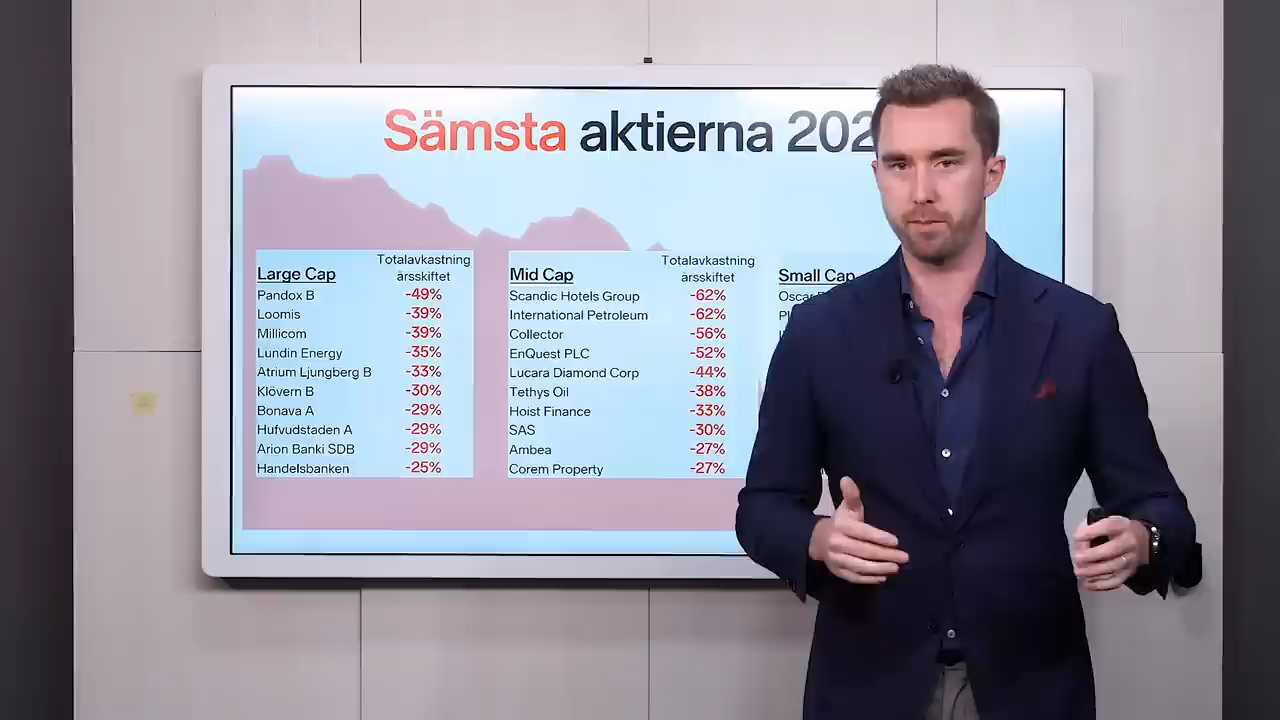 Sämsta aktierna 202
Large Cap Totalavkastning årsskiftet
Pandox B -49%
Loomis -39%
Millicom -39%
Lundin Energy -35%
Atrium Ljungberg B -33%
Klövern B -30%
Bonava A -29%
Hufvudstaden A -29%
Arion Banki SDB -29%
Handelsbanken -25%
Mid Cap Totalavkastning årsskiftet
Scandic Hotels Group -62%
International Petroleum -62%
Collector -56%
EnQuest PLC -52%
Lucara Diamond Corp -44%
Tethys Oil -38%
Hoist Finance -33%
SAS -30%
Ambea -27%
Corem Property -27%
Small Cap